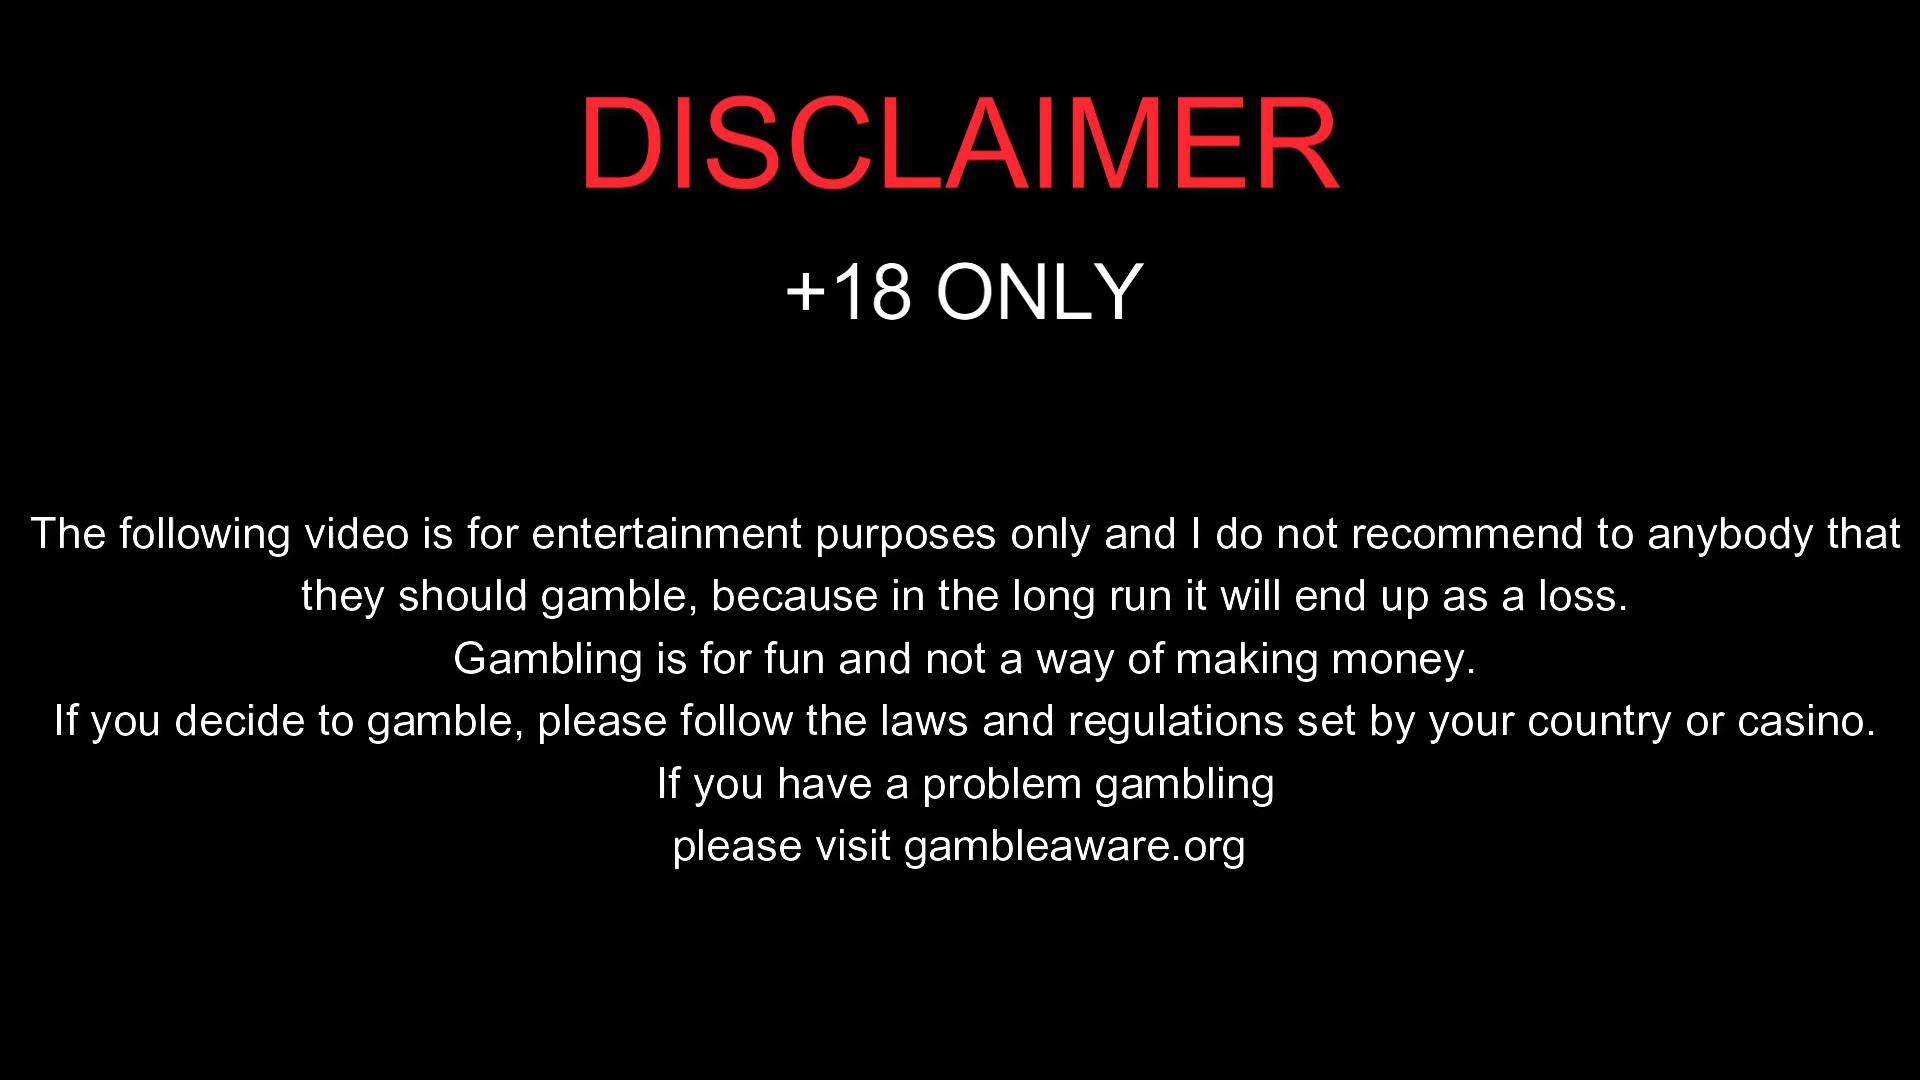 DISCLAIMER
+18 ONLY
The following video is for entertainment purposes only and I do not recommend to anybody that
they should gamble, because in the long run it will end up as a loss.
Gambling is for fun and not a way of making money.
If you decide to gamble, please follow the laws and regulations set by your country or casino.
If you have a problem gambling
please visit gambleaware.org